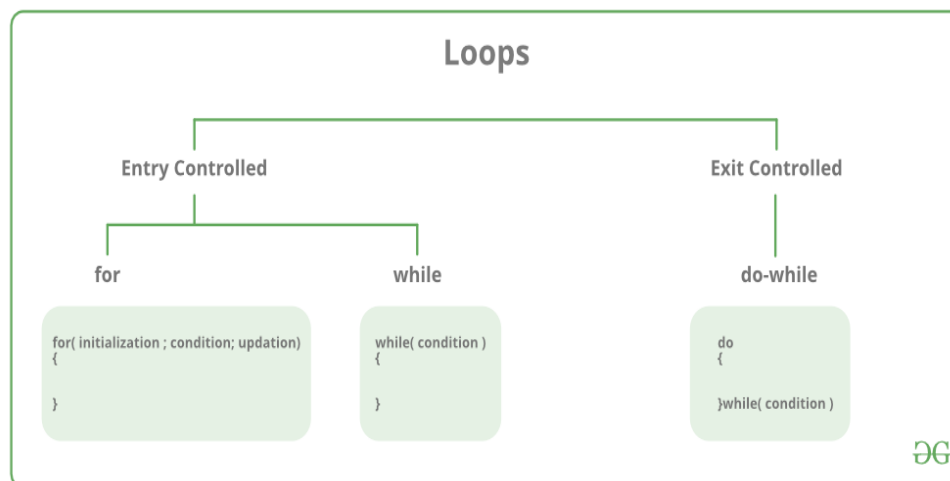 Loops
Entry Controlled
Exit Controlled
for
while
do-while
for( initialization ; condition; updation)
{
}
while( condition )
{
}
do
{
}while( condition )